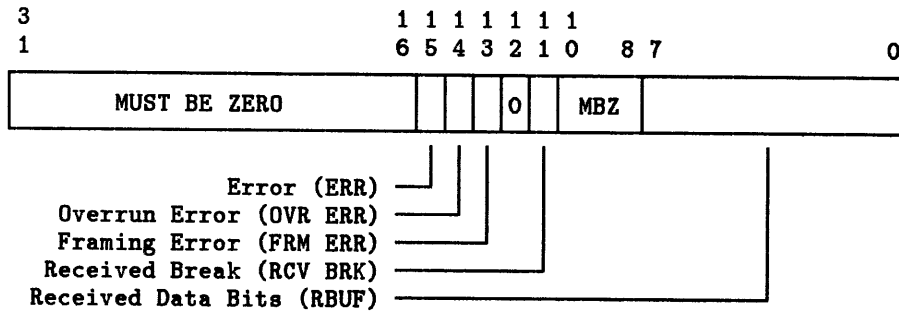 3 1 1 1 1 1 1 1
1 6 5 4 3 2 1 0 8 7 0
MUST BE ZERO 0 MBZ
Error (ERR)
Overrun Error (OVR ERR)
Framing Error (FRM ERR)
Received Break (RCV BRK)
Received Data Bits (RBUF)